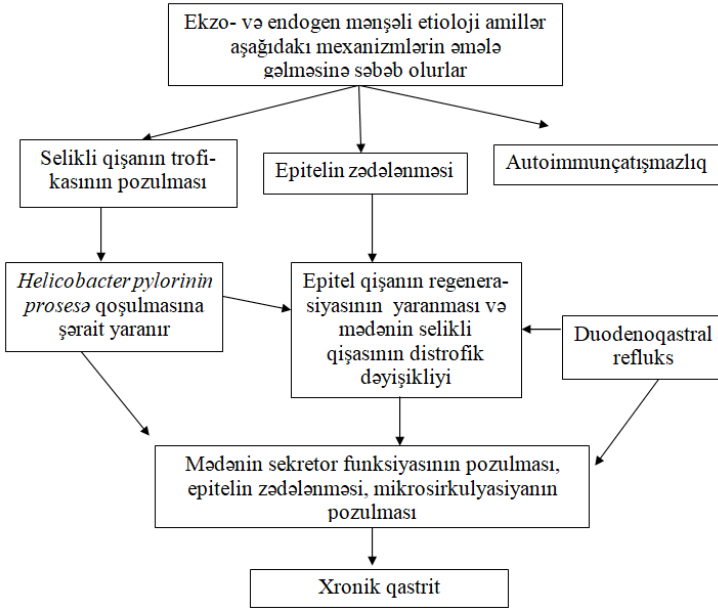 Ekzo- və endogen mənşəli etioloji amillər
aşağıdakı mexanizmlərin əmələ
gəlməsinə səbəb olurlar
Selikli qişanın trofi-
kasının pozulması
Epitelin zədələnməsi
Autoimmunçatışmazlıq
Helicobacter pylorinin
prosesə qoşulmasına
şərait yaranır
Epitel qişanın regenera-
siyasının yaranması və
mədənin selikli
qişasının distrofik
dəyişikliyi
Duodenoqastral
refluks
Mədənin sekretor funksiyasının pozulması,
epitelin zədələnməsi, mikrosirkulyasiyanın
pozulması
Xronik qastrit